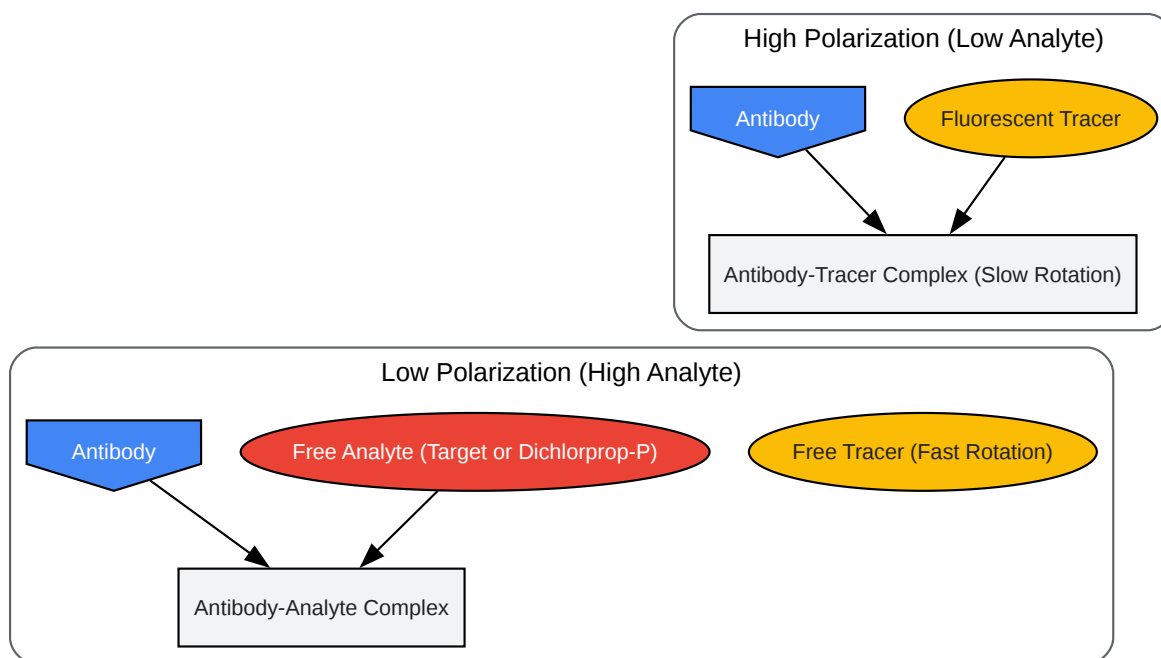 High Polarization (Low Analyte)
Antibody
Fluorescent Tracer
Antibody-Tracer Complex (Slow Rotation)
Low Polarization (High Analyte)
Antibody
Free Analyte (Target or Dichlorprop-P)
Free Tracer (Fast Rotation)
Antibody-Analyte Complex